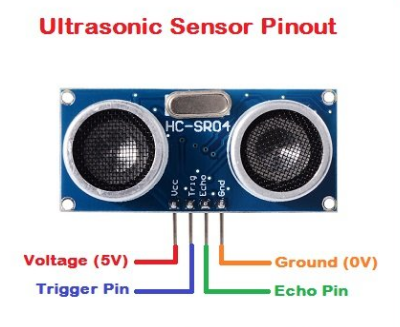 Ultrasonic Sensor Pinout
HC-SR04
Vcc
Trig
Echo
Gnd
Voltage (5V)
Ground (0V)
Trigger Pin
Echo Pin